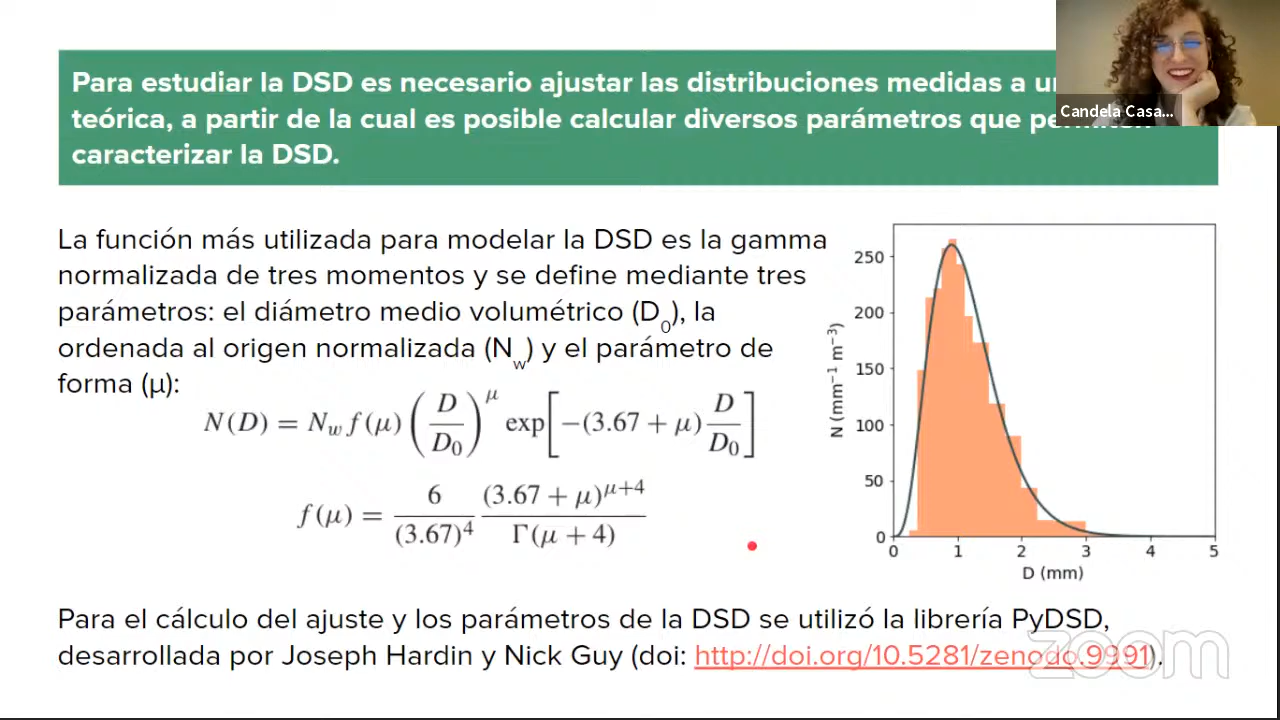 Para estudiar la DSD es necesario ajustar las distribuciones medidas a
teórica, a partir de la cual es posible calcular diversos parámetros que
caracterizar la DSD.
Candela Casa...
La función más utilizada para modelar la DSD es la gamma
normalizada de tres momentos y se define mediante tres
parámetros: el diámetro medio volumétrico (D₀), la
ordenada al origen normalizada (N_w) y el parámetro de
forma (µ):
N(D) = N_w f(µ) (D/D₀)^µ exp[−(3.67 + µ) D/D₀]
f(µ) = 6/(3.67)⁴ (3.67 + µ)^(µ+4)/Γ(µ + 4)
N (mm⁻¹ m⁻³)
250
200
150
100
50
0
0 1 2 3 4 5
D (mm)
Para el cálculo del ajuste y los parámetros de la DSD se utilizó la librería PyDSD,
desarrollada por Joseph Hardin y Nick Guy (doi: http://doi.org/10.5281/zenodo.9991).
zoom